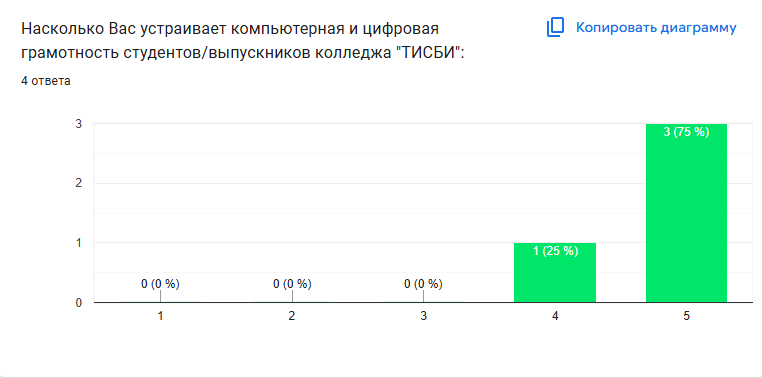 Насколько Вас устраивает компьютерная и цифровая
Копировать диаграмму
грамотность студентов/выпускников колледжа "ТИСБИ":
4 ответа
3
3 (75 %)
2
1
1 (25 %)
0 (0 %)
0 (0 %)
0 (0 %)
0
1
2
3
4
5